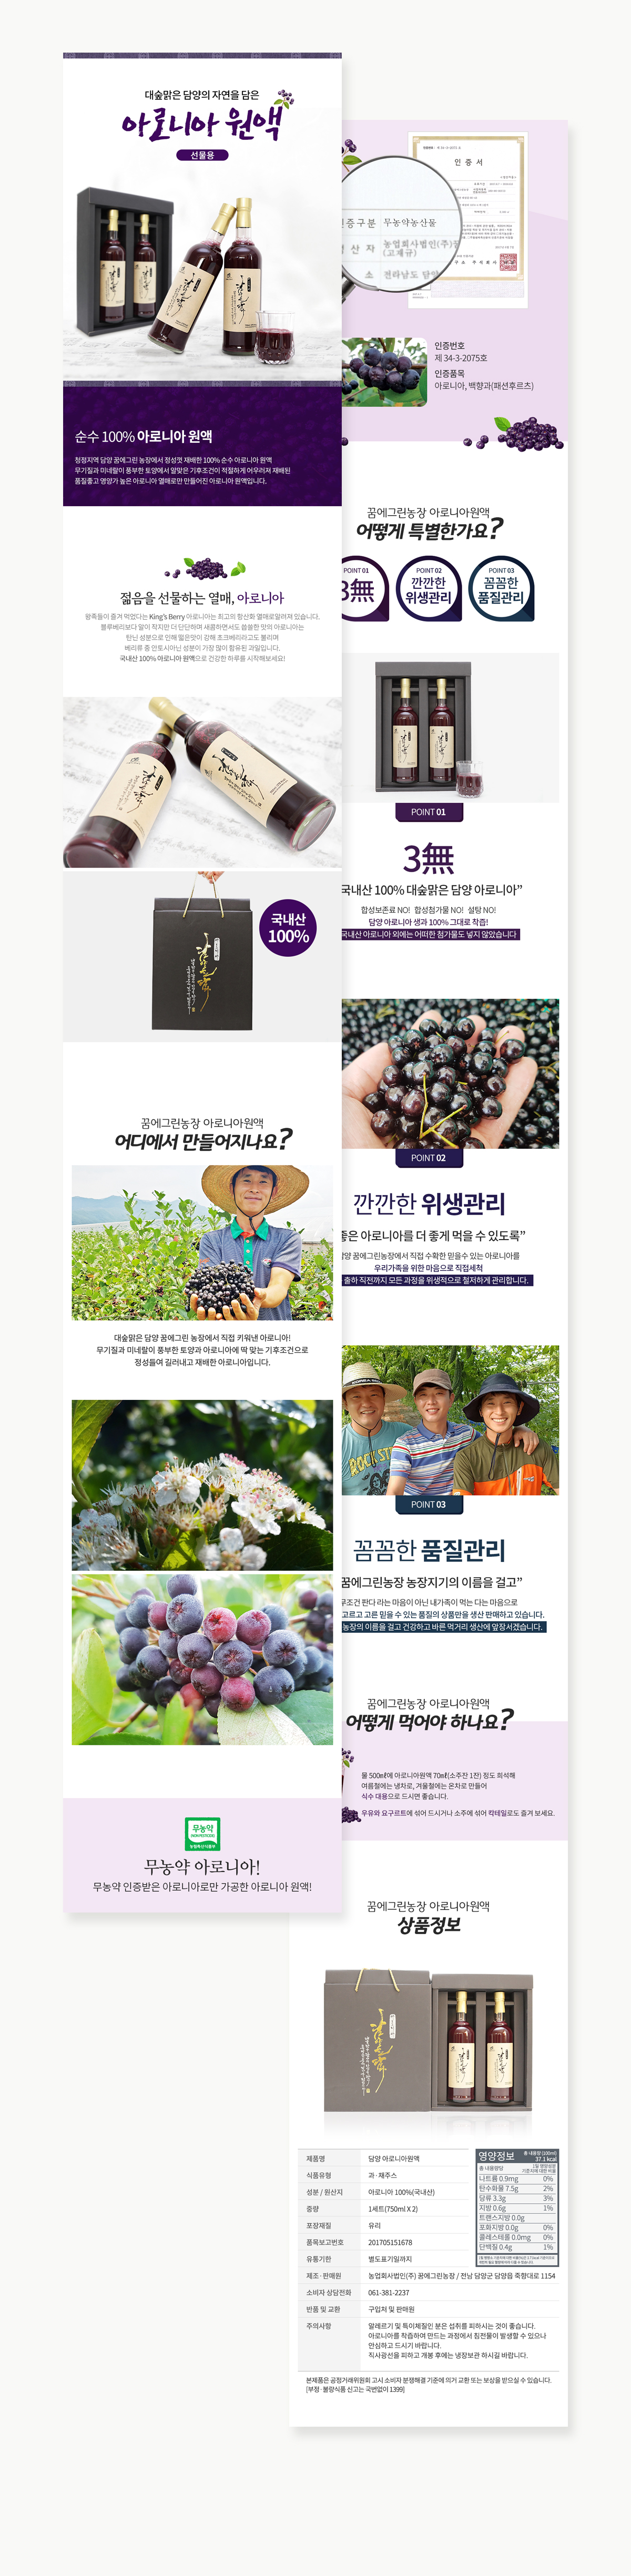 대숲맑은 담양의 자연을 담은
아로니아 원액
선물용
순수 100% 아로니아 원액
청정지역 담양 꿈에그린 농장에서 정성껏 재배한 100% 순수 아로니아 원액
무기질과 미네랄이 풍부한 토양에서 알맞은 기후조건이 적절하게 어우러져 재배된
품질좋고 영양가 높은 아로니아 열매로만 만들어진 아로니아 원액입니다.
젊음을 선물하는 열매, 아로니아
왕족들이 즐겨 먹었다는 King's Berry 아로니아는 최고의 항산화 열매로알려져 있습니다.
블루베리보다 알이 작지만 더 단단하며 새콤하면서도 씁쓸한 맛의 아로니아는
탄닌 성분으로 인해 떫은맛이 강해 초크베리라고도 불리며
베리류 중 안토시아닌 성분이 가장 많이 함유된 과일입니다.
국내산 100% 아로니아 원액으로 건강한 하루를 시작해보세요!
국내산
100%
꿈에그린농장 아로니아원액
어디에서 만들어지나요?
대숲맑은 담양 꿈에그린 농장에서 직접 키워낸 아로니아!
무기질과 미네랄이 풍부한 토양과 아로니아에 딱 맞는 기후조건으로
정성들여 길러내고 재배한 아로니아입니다.
무농약
(NON PESTICIDE)
농림축산식품부
무농약 아로니아!
무농약 인증받은 아로니아로만 가공한 아로니아 원액!
인 증 서
인증구분 무농약농산물
생 산 자 농업회사법인(주)
(고재규)
소 전라남도 담양
인증번호
제 34-3-2075호
인증품목
아로니아, 백향과(패션후르츠)
꿈에그린농장 아로니아원액
어떻게 특별한가요?
POINT 01
3無
POINT 02
깐깐한
위생관리
POINT 03
꼼꼼한
품질관리
POINT 01
3無
국내산 100% 대숲맑은 담양 아로니아”
합성보존료 NO! 합성첨가물 NO! 설탕 NO!
담양 아로니아 생과 100% 그대로 착즙!
국내산 아로니아 외에는 어떠한 첨가물도 넣지 않았습니다
POINT 02
깐깐한 위생관리
좋은 아로니아를 더 좋게 먹을 수 있도록”
꿈에그린농장에서 직접 수확한 믿을수 있는 아로니아를
우리가족을 위한 마음으로 직접세척
출하 직전까지 모든 과정을 위생적으로 철저하게 관리합니다.
KOREA
ROCK ST
POINT 03
꼼꼼한 품질관리
꿈에그린농장 농장지기의 이름을 걸고”
무조건 판다 라는 마음이 아닌 내가족이 먹는 다는 마음으로
고르고 고른 믿을 수 있는 품질의 상품만을 생산 판매하고 있습니다.
농장의 이름을 걸고 건강하고 바른 먹거리 생산에 앞장서겠습니다.
꿈에그린농장 아로니아원액
어떻게 먹어야 하나요?
물 500㎖에 아로니아원액 70㎖(소주잔 1잔) 정도 희석해
여름철에는 냉차로, 겨울철에는 온차로 만들어
식수 대용으로 드시면 좋습니다.
우유와 요구르트에 섞어 드시거나 소주에 섞어 칵테일로도 즐겨 보세요.
꿈에그린농장 아로니아원액
상품정보
제품명 담양 아로니아원액
식품유형 과·채주스
성분 / 원산지 아로니아 100%(국내산)
중량 1세트(750ml X 2)
포장재질 유리
품목보고번호 201705151678
유통기한 별도표기일까지
제조·판매원 농업회사법인(주) 꿈에그린농장 / 전남 담양군 담양읍 죽향대로 1154
소비자 상담전화 061-381-2237
반품 및 교환 구입처 및 판매원
주의사항 알레르기 및 특이체질인 분은 섭취를 피하시는 것이 좋습니다.
아로니아를 착즙하여 만드는 과정에서 침전물이 발생할 수 있으나
안심하고 드시기 바랍니다.
직사광선을 피하고 개봉 후에는 냉장보관 하시길 바랍니다.
영양정보 총 내용량 (100ml)
37.1 kcal
총 내용량당 1일 영양성분
기준치에 대한 비율
나트륨 0.9mg 0%
탄수화물 7.5g 2%
당류 3.3g 3%
지방 0.6g 1%
트랜스지방 0.0g
포화지방 0.0g 0%
콜레스테롤 0.0mg 0%
단백질 0.4g 1%
본제품은 공정거래위원회 고시 소비자 분쟁해결 기준에 의거 교환 또는 보상을 받으실 수 있습니다.
[부정·불량식품 신고는 국번없이 1399]